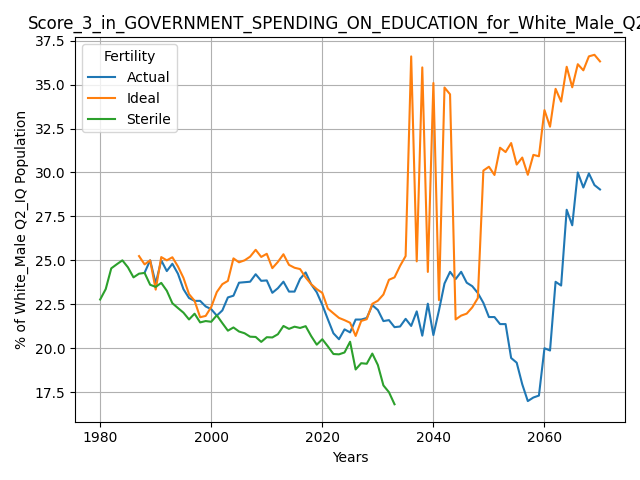 Score_3_in_GOVERNMENT_SPENDING_ON_EDUCATION_for_White_Male_Q2
37.5
35.0
32.5
30.0
27.5
25.0
22.5
20.0
17.5
% of White_Male Q2_IQ Population
Fertility
Actual
Ideal
Sterile
1980
2000
2020
2040
2060
Years